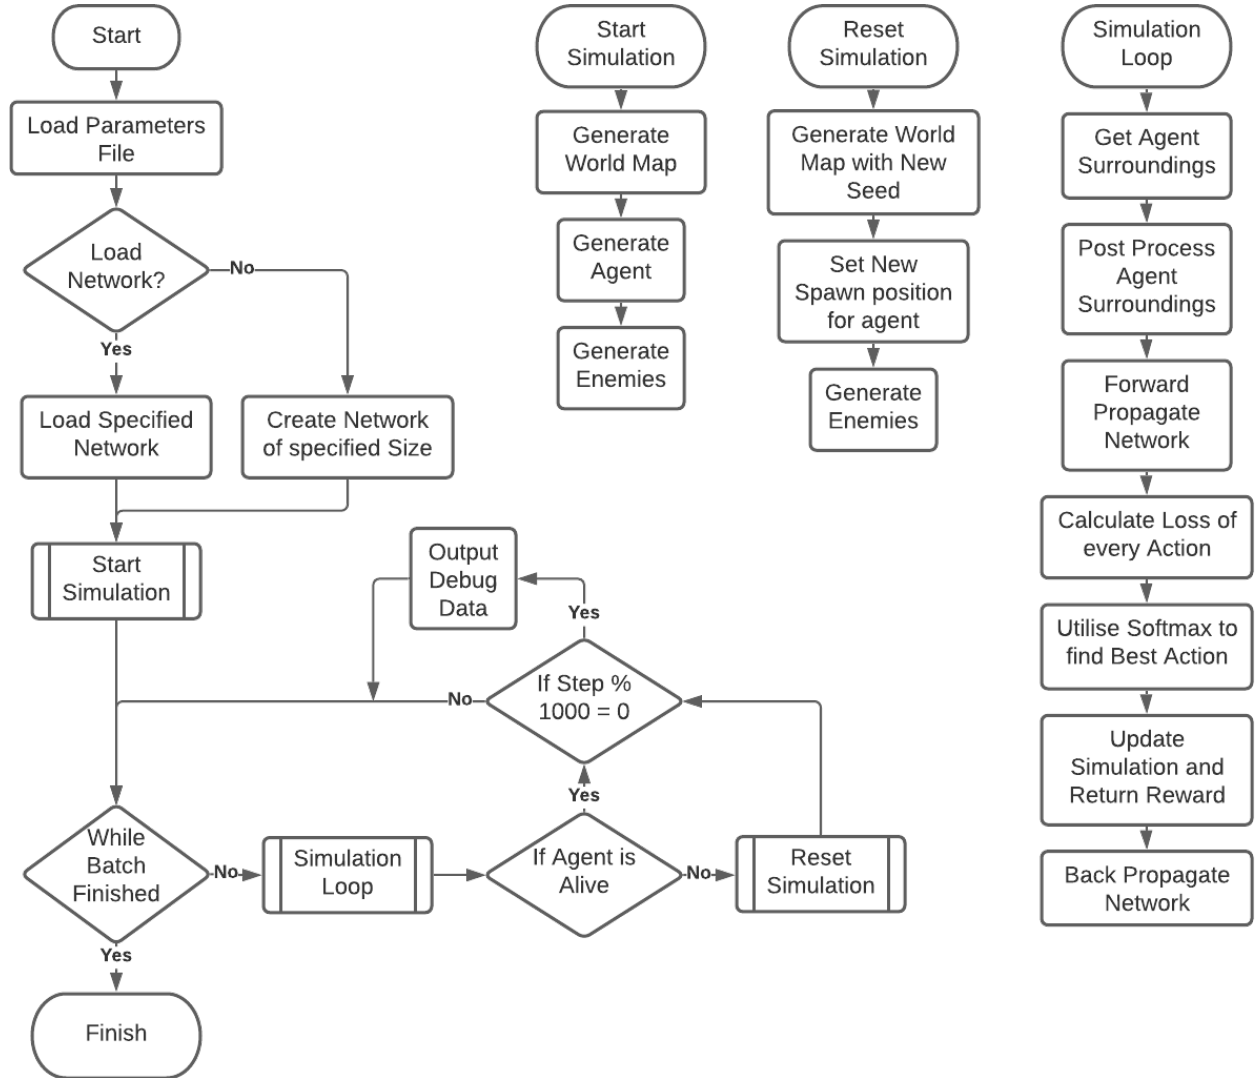 Start
Load Parameters
File
Load
Network?
No
Yes
Load Specified
Network
Create Network
of specified Size
Start
Simulation
Output
Debug
Data
Yes
If Step %
1000 = 0
No
Yes
While
Batch
Finished
No
Simulation
Loop
If Agent is
Alive
No
Reset
Simulation
Yes
Finish
Start
Simulation
Generate
World Map
Generate
Agent
Generate
Enemies
Reset
Simulation
Generate World
Map with New
Seed
Set New
Spawn position
for agent
Generate
Enemies
Simulation
Loop
Get Agent
Surroundings
Post Process
Agent
Surroundings
Forward
Propagate
Network
Calculate Loss of
every Action
Utilise Softmax to
find Best Action
Update
Simulation and
Return Reward
Back Propagate
Network